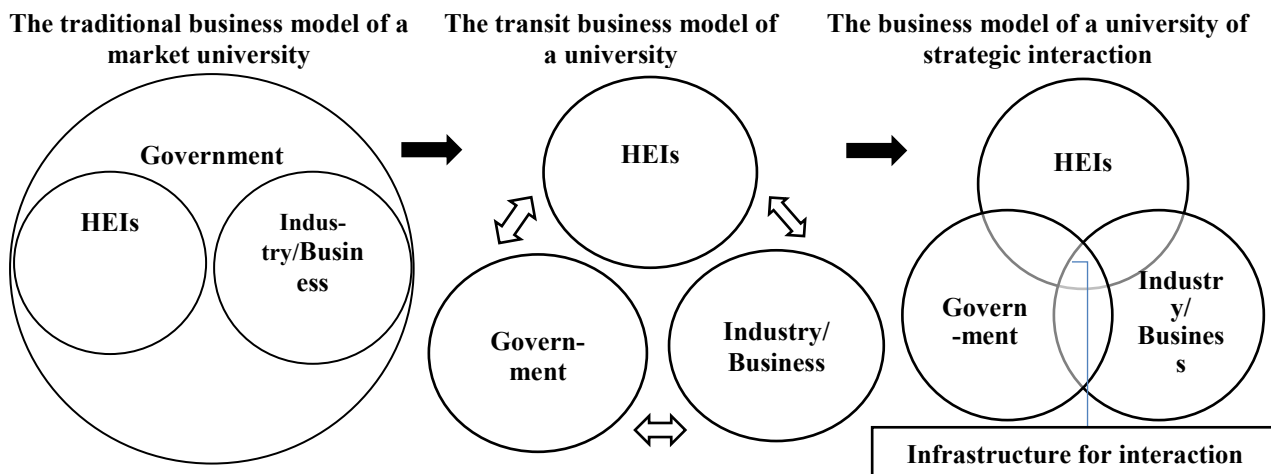 The traditional business model of a
market university
Government
HEIs
Indus-
try/Busin
ess
The transit business model of
a university
HEIs
Govern-
ment
Industry/
Business
The business model of a university of
strategic interaction
HEIs
Govern
-ment
Industr
y/
Busines
s
Infrastructure for interaction